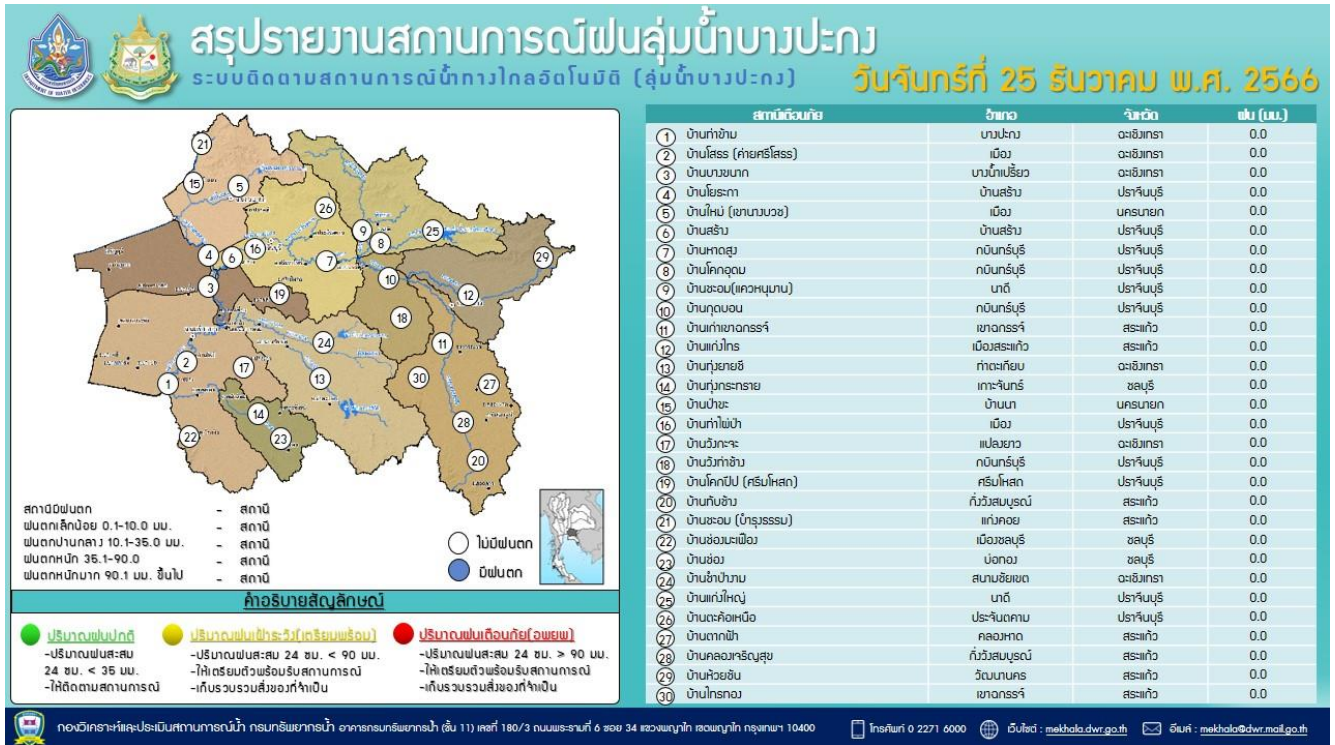 สรุปรายงานสถานการณ์ฝนลุ่มน้ำบางปะกง
ระบบติดตามสถานการณ์น้ำทางไกลอัตโนมัติ (ลุ่มน้ำบางปะกง)
วันจันทร์ที่ 25 ธันวาคม พ.ศ. 2566
สถานีเตือนภัย อำเภอ จังหวัด ฝน (มม.)
1 บ้านท่าข้าม บางปะกง ฉะเชิงเทรา 0.0
2 บ้านโสธร (ค่ายศรีโสธร) เมือง ฉะเชิงเทรา 0.0
3 บ้านบางขนาก บางน้ำเปรี้ยว ฉะเชิงเทรา 0.0
4 บ้านโยธะกา บ้านสร้าง ปราจีนบุรี 0.0
5 บ้านใหม่ (เขานางบวช) เมือง นครนายก 0.0
6 บ้านสร้าง บ้านสร้าง ปราจีนบุรี 0.0
7 บ้านหาดสูง กบินทร์บุรี ปราจีนบุรี 0.0
8 บ้านโคกอุดม กบินทร์บุรี ปราจีนบุรี 0.0
9 บ้านชะอม(แควหนุมาน) นาดี ปราจีนบุรี 0.0
10 บ้านกุดบอน กบินทร์บุรี ปราจีนบุรี 0.0
11 บ้านเก่าเขาฉกรรจ์ เขาฉกรรจ์ สระแก้ว 0.0
12 บ้านแก่งไทร เมืองสระแก้ว สระแก้ว 0.0
13 บ้านทุ่งยายชี ท่าตะเกียบ ฉะเชิงเทรา 0.0
14 บ้านทุ่งกระทราย เกาะจันทร์ ชลบุรี 0.0
15 บ้านป่าขะ บ้านนา นครนายก 0.0
16 บ้านท่าไผ่ป่า เมือง ปราจีนบุรี 0.0
17 บ้านวังกะจะ แปลงยาว ฉะเชิงเทรา 0.0
18 บ้านวังท่าช้าง กบินทร์บุรี ปราจีนบุรี 0.0
19 บ้านโคกปีป (ศรีมโหสถ) ศรีมโหสถ ปราจีนบุรี 0.0
20 บ้านทับช้าง กิ่งวังสมบูรณ์ สระแก้ว 0.0
21 บ้านชะอม (บำรุงธรรม) แก่งคอย สระแก้ว 0.0
22 บ้านช่องมะเฟือง เมืองชลบุรี ชลบุรี 0.0
23 บ้านช่อง บ่อทอง ชลบุรี 0.0
24 บ้านชำป่างาม สนามชัยเขต ฉะเชิงเทรา 0.0
25 บ้านแก่งใหญ่ นาดี ปราจีนบุรี 0.0
26 บ้านตะค้อเหนือ ประจันตคาม ปราจีนบุรี 0.0
27 บ้านตากฟ้า คลองหาด สระแก้ว 0.0
28 บ้านคลองเจริญสุข กิ่งวังสมบูรณ์ สระแก้ว 0.0
29 บ้านห้วยชัน วัฒนานคร สระแก้ว 0.0
30 บ้านไทรทอง เขาฉกรรจ์ สระแก้ว 0.0
สถานีมีฝนตก - สถานี
ฝนตกเล็กน้อย 0.1-10.0 มม. - สถานี
ฝนตกปานกลาง 10.1-35.0 มม. - สถานี
ฝนตกหนัก 35.1-90.0 - สถานี
ฝนตกหนักมาก 90.1 มม. ขึ้นไป - สถานี
ไม่มีฝนตก
มีฝนตก
คำอธิบายสัญลักษณ์
ปริมาณฝนปกติ
-ปริมาณฝนสะสม
24 ชม. < 35 มม.
-ให้ติดตามสถานการณ์
ปริมาณฝนเฝ้าระวัง(เตรียมพร้อม)
-ปริมาณฝนสะสม 24 ชม. < 90 มม.
-ให้เตรียมตัวพร้อมรับสถานการณ์
-เก็บรวบรวมสิ่งของที่จำเป็น
ปริมาณฝนเตือนภัย(อพยพ)
-ปริมาณฝนสะสม 24 ชม. > 90 มม.
-ให้เตรียมตัวพร้อมรับสถานการณ์
-เก็บรวบรวมสิ่งของที่จำเป็น
กองวิเคราะห์และประเมินสถานการณ์น้ำ กรมทรัพยากรน้ำ อาคารกรมทรัพยากรน้ำ (ชั้น 11) เลขที่ 180/3 ถนนพระรามที่ 6 ซอย 34 แขวงพญาไท เขตพญาไท กรุงเทพฯ 10400
โทรศัพท์ 0 2271 6000
เว็บไซต์ : mekhala.dwr.go.th
อีเมล์ : mekhala@dwr.mail.go.th